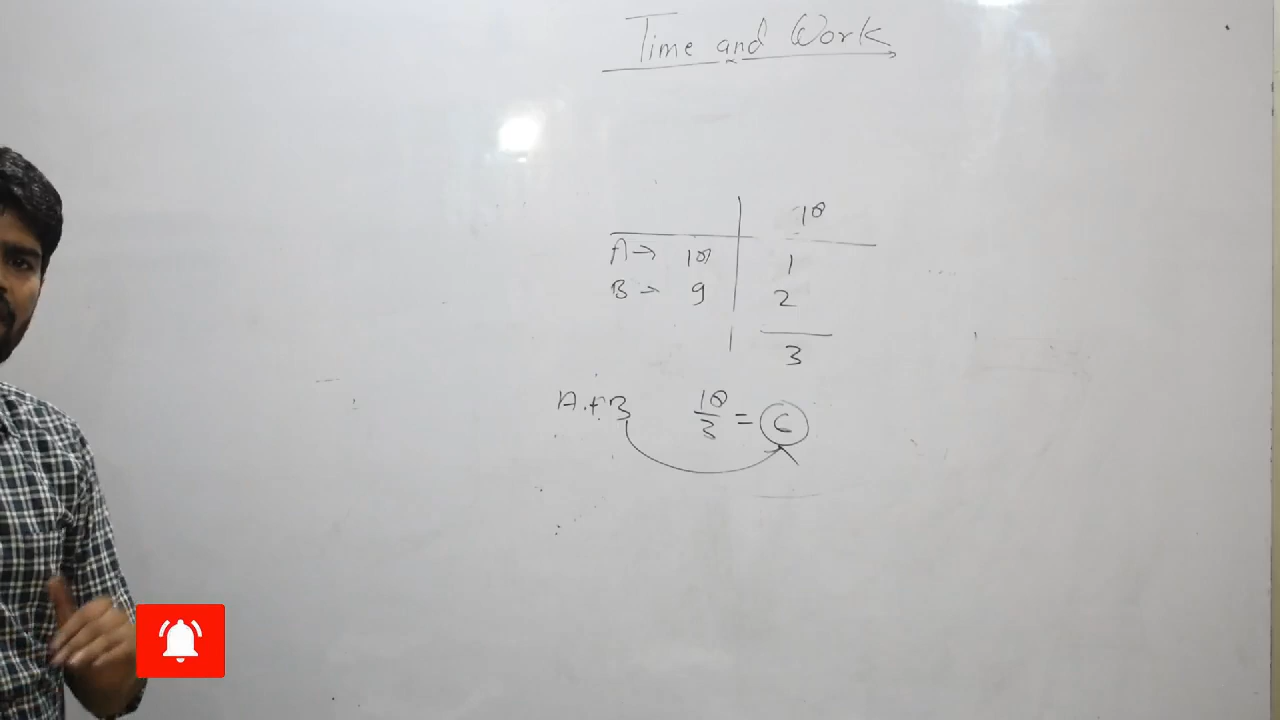 Time and Work
18
A → 18 1
B → 9 2
3
A + B 18/3 = 6